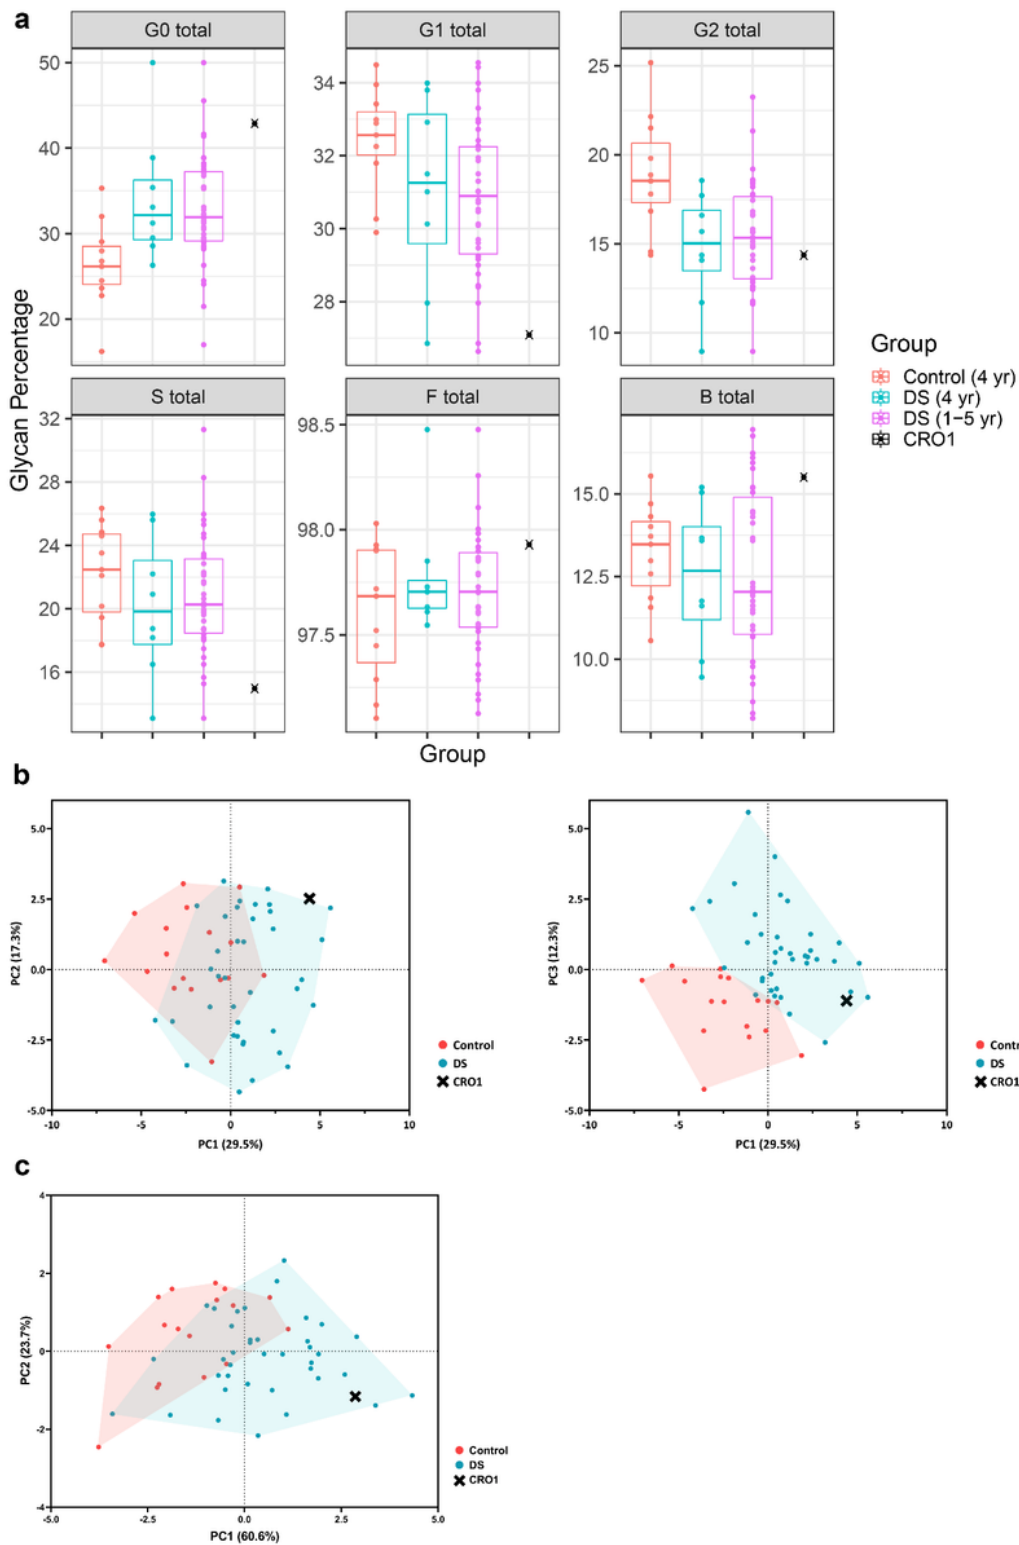 a
G0 total
G1 total
G2 total
50
40
30
20
34
32
30
28
25
20
15
10
Glycan Percentage
S total
F total
B total
32
28
24
20
16
98.5
98.0
97.5
15.0
12.5
10.0
Group
Group
Control (4 yr)
DS (4 yr)
DS (1–5 yr)
CRO1
b
PC2 (17.3%)
5.0
2.5
0.0
-2.5
-5.0
-10
-5
0
5
10
PC1 (29.5%)
Control
DS
CRO1
PC3 (12.3%)
5.0
2.5
0.0
-2.5
-5.0
-10
-5
0
5
10
PC1 (29.5%)
Contr
DS
CRO1
c
PC2 (23.7%)
4
2
0
-2
-4
-5.0
-2.5
0.0
2.5
5.0
PC1 (60.6%)
Control
DS
CRO1